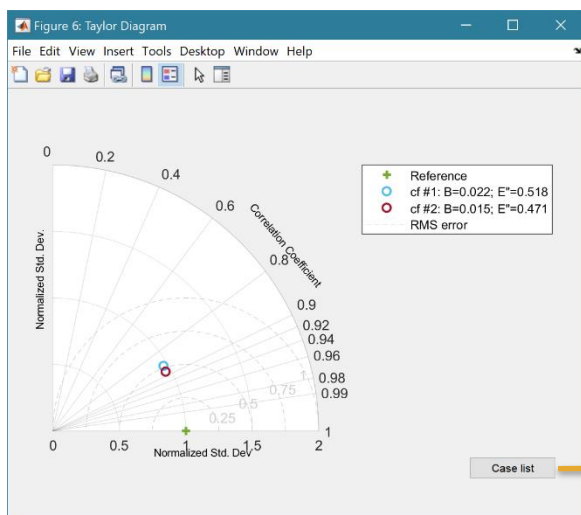 Figure 6: Taylor Diagram
File Edit View Insert Tools Desktop Window Help
0
0.2
0.4
0.6
0.8
0.9
0.92
0.94
0.96
0.98
0.99
1
Correlation Coefficient
Reference
cf #1: B=0.022; E"=0.518
cf #2: B=0.015; E"=0.471
RMS error
Normalized Std. Dev.
1
0.75
0.5
0.25
0 0.5 1 1.5 2
Normalized Std. Dev.
Case list